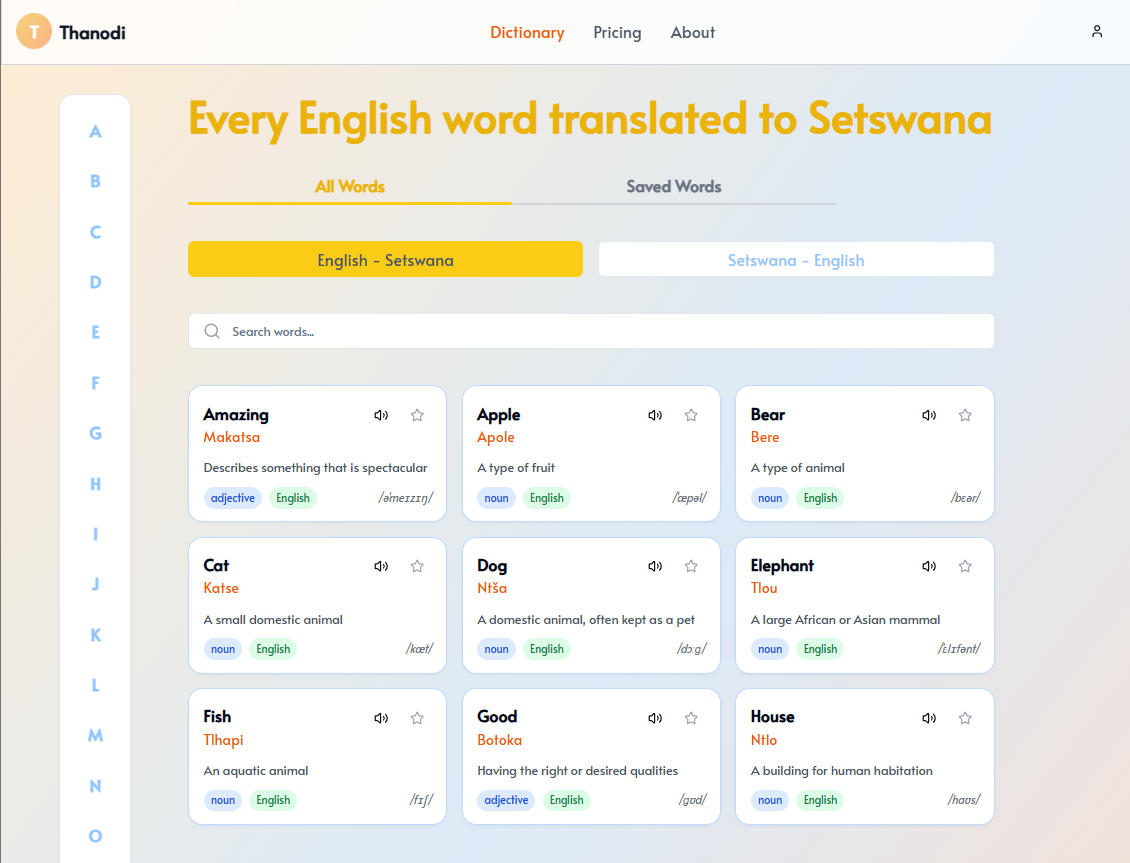 T Thanodi Dictionary Pricing About
A
B
C
D
E
F
G
H
I
J
K
L
M
N
O
Every English word translated to Setswana
All Words Saved Words
English - Setswana Setswana - English
Search words...
Amazing
Makatsa
Describes something that is spectacular
adjective English /əˈmeɪzɪŋ/
Apple
Apole
A type of fruit
noun English /ˈæpəl/
Bear
Bere
A type of animal
noun English /bɛər/
Cat
Katse
A small domestic animal
noun English /kæt/
Dog
Ntša
A domestic animal, often kept as a pet
noun English /dɔːg/
Elephant
Tlou
A large African or Asian mammal
noun English /ˈɛlɪfənt/
Fish
Tlhapi
An aquatic animal
noun English /fɪʃ/
Good
Botoka
Having the right or desired qualities
adjective English /gʊd/
House
Ntlo
A building for human habitation
noun English /haʊs/